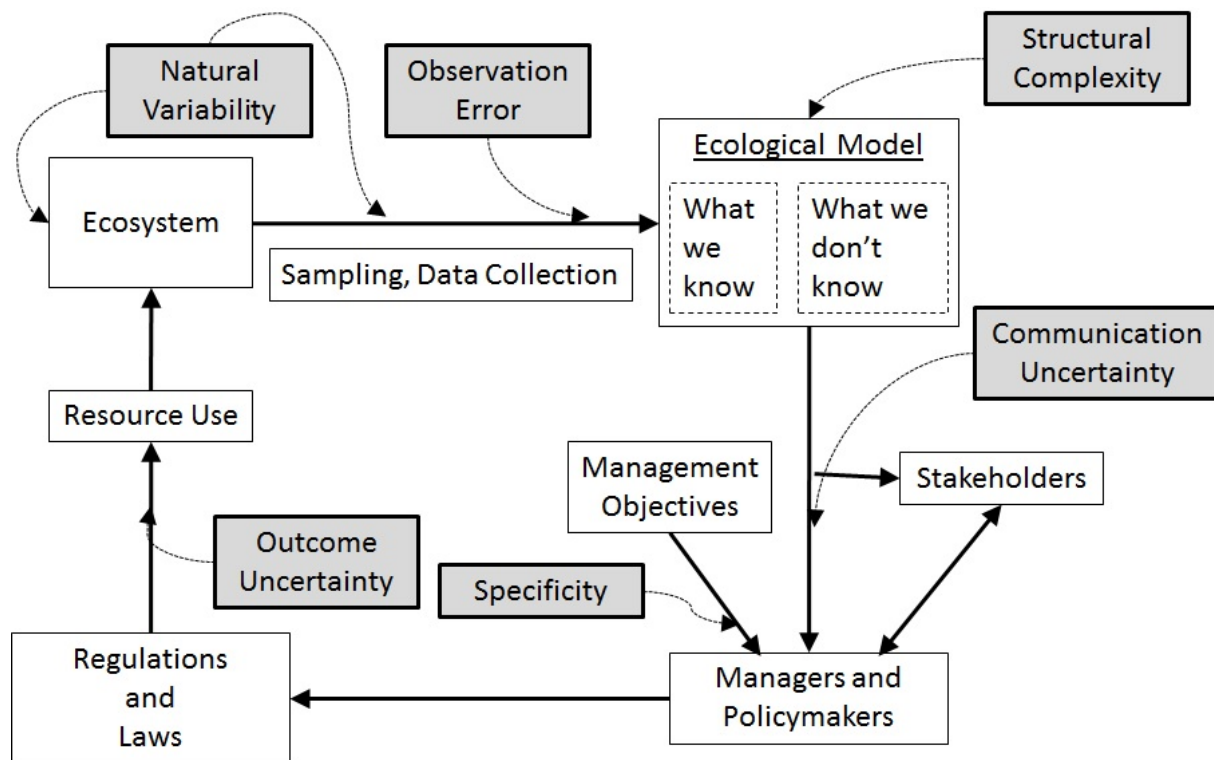 Natural
Variability
Observation
Error
Structural
Complexity
Ecological Model
What
we
know
What we
don't
know
Ecosystem
Sampling, Data Collection
Communication
Uncertainty
Resource Use
Management
Objectives
Stakeholders
Outcome
Uncertainty
Specificity
Regulations
and
Laws
Managers and
Policymakers